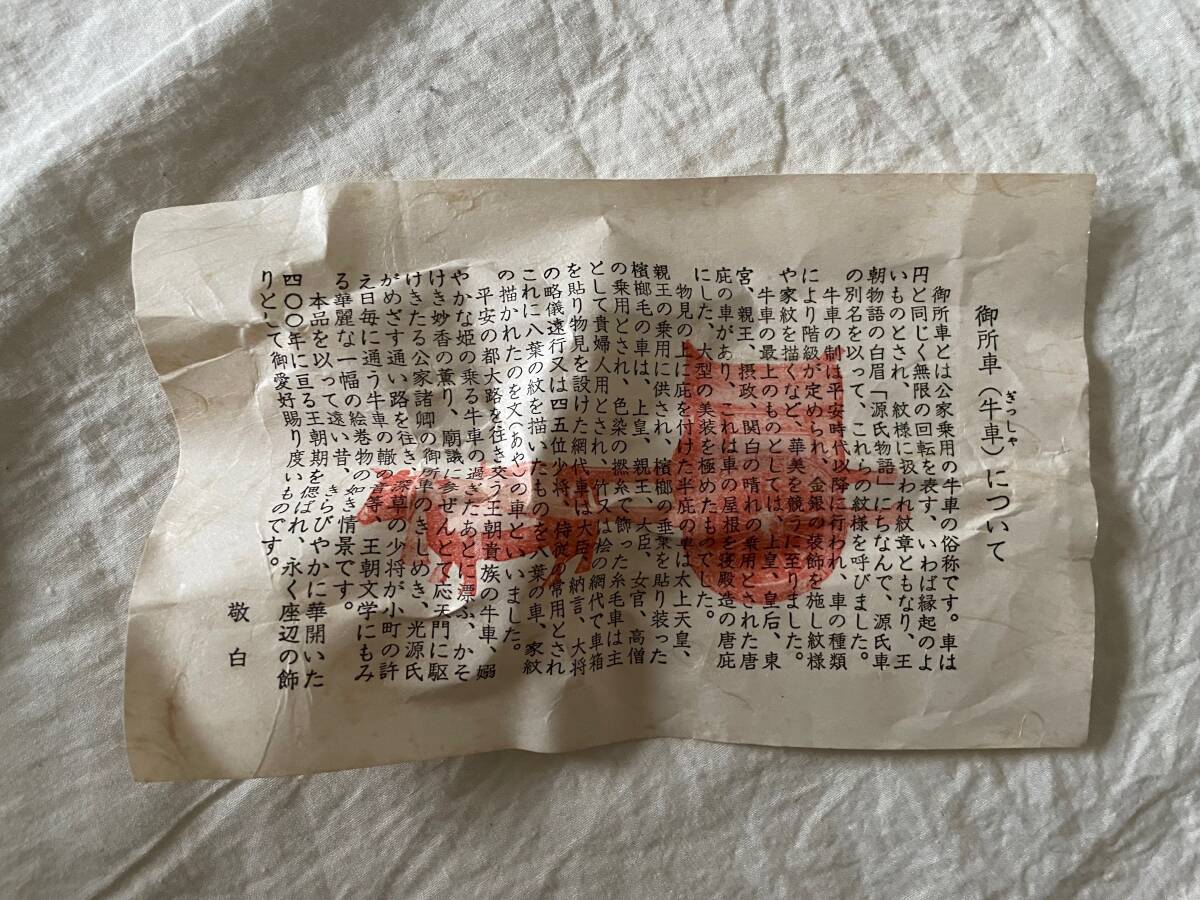 御所車（牛車）について
ぎっしゃ
御所車とは公家乗用の牛車の俗称です。車は
円と同じく無限の回転を表す、いわば縁起のよ
いものとされ、紋様に扱われ紋章ともなり、王
朝物語の白眉「源氏物語」にちなんで、源氏車
の別名を以って、これらの紋様を呼びました。
牛車の制は平安時代以降に行われ、車の種類
により階級が定められ、金銀の装飾を施し紋様
や家紋を描くなど、華美を競うに至りました。
牛車の最上のものとしては、上皇、皇后、東
宮、親王、摂政、関白の晴れの乗用とされた唐
庇の車があり、これは車の屋根を寝殿造の唐庇
にした、大型の美装を極めたものでした。
物見の上に庇を付けた半庇の車は太上天皇、
親王の乗用に供され、檳榔の垂葉を貼り装った
檳榔毛の車は、上皇、親王、大臣、女官、高僧
の乗用とされ、色染の撚糸で飾った糸毛車は主
として貴婦人用とされ、竹又は桧の網代で車箱
を貼り物見を設けた網代車は大臣、納言、大将
の略儀遠行又は四五位少将、侍従の常用とされ
これに八葉の紋を描いたものを八葉の車、家紋
の描かれたのを文（あや）の車といいました。
平安の都大路を往き交う王朝貴族の牛車、嫋
やかな姫の乗る牛車の過ぎたあとに漂ふ、かそ
けき妙香の薫り、朝議に参ぜんとて応天門に駆
けきたる公家諸卿の御所車のきしめき、光源氏
がめざす通い路を往き、深草の少将が小町の許
え日毎に通う牛車の轍の音等、王朝文学にもみ
る華麗な一幅の絵巻物の如き情景です。
本品を以って遠い昔、きらびやかに華開いた
四〇〇年に亘る王朝期を偲ばれ、永く座辺の飾
りとして御愛好賜り度いものです。
敬白